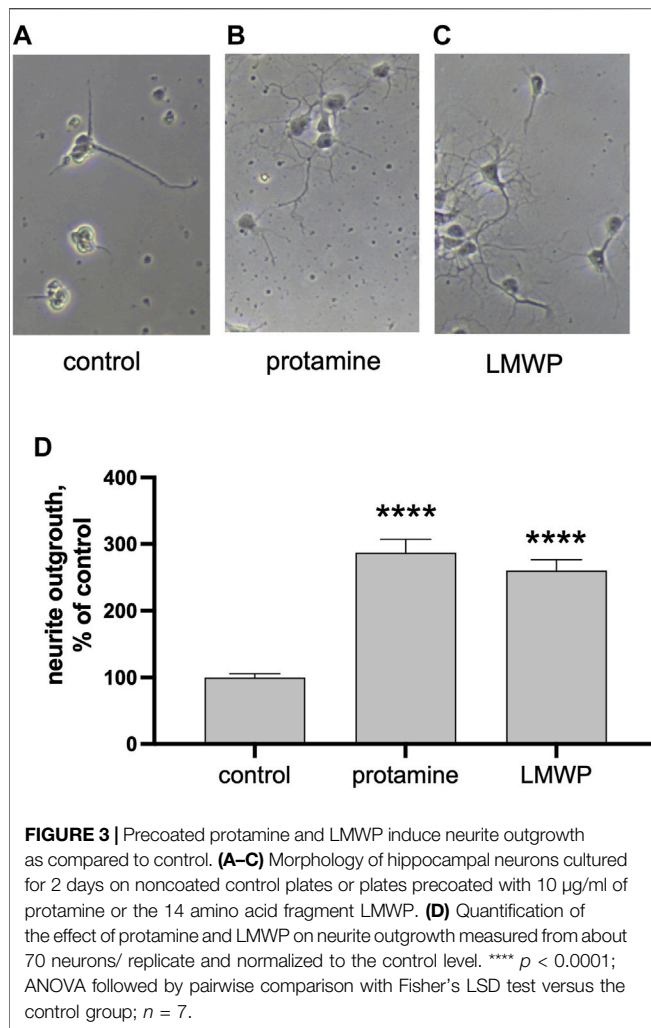 A
B
C
control
protamine
LMWP
D
neurite outgrouth,
% of control
400
300
200
100
0
****
****
control
protamine
LMWP
FIGURE 3 | Precoated protamine and LMWP induce neurite outgrowth
as compared to control. (A–C) Morphology of hippocampal neurons cultured
for 2 days on noncoated control plates or plates precoated with 10 µg/ml of
protamine or the 14 amino acid fragment LMWP. (D) Quantification of
the effect of protamine and LMWP on neurite outgrowth measured from about
70 neurons/ replicate and normalized to the control level. **** p < 0.0001;
ANOVA followed by pairwise comparison with Fisher's LSD test versus the
control group; n = 7.